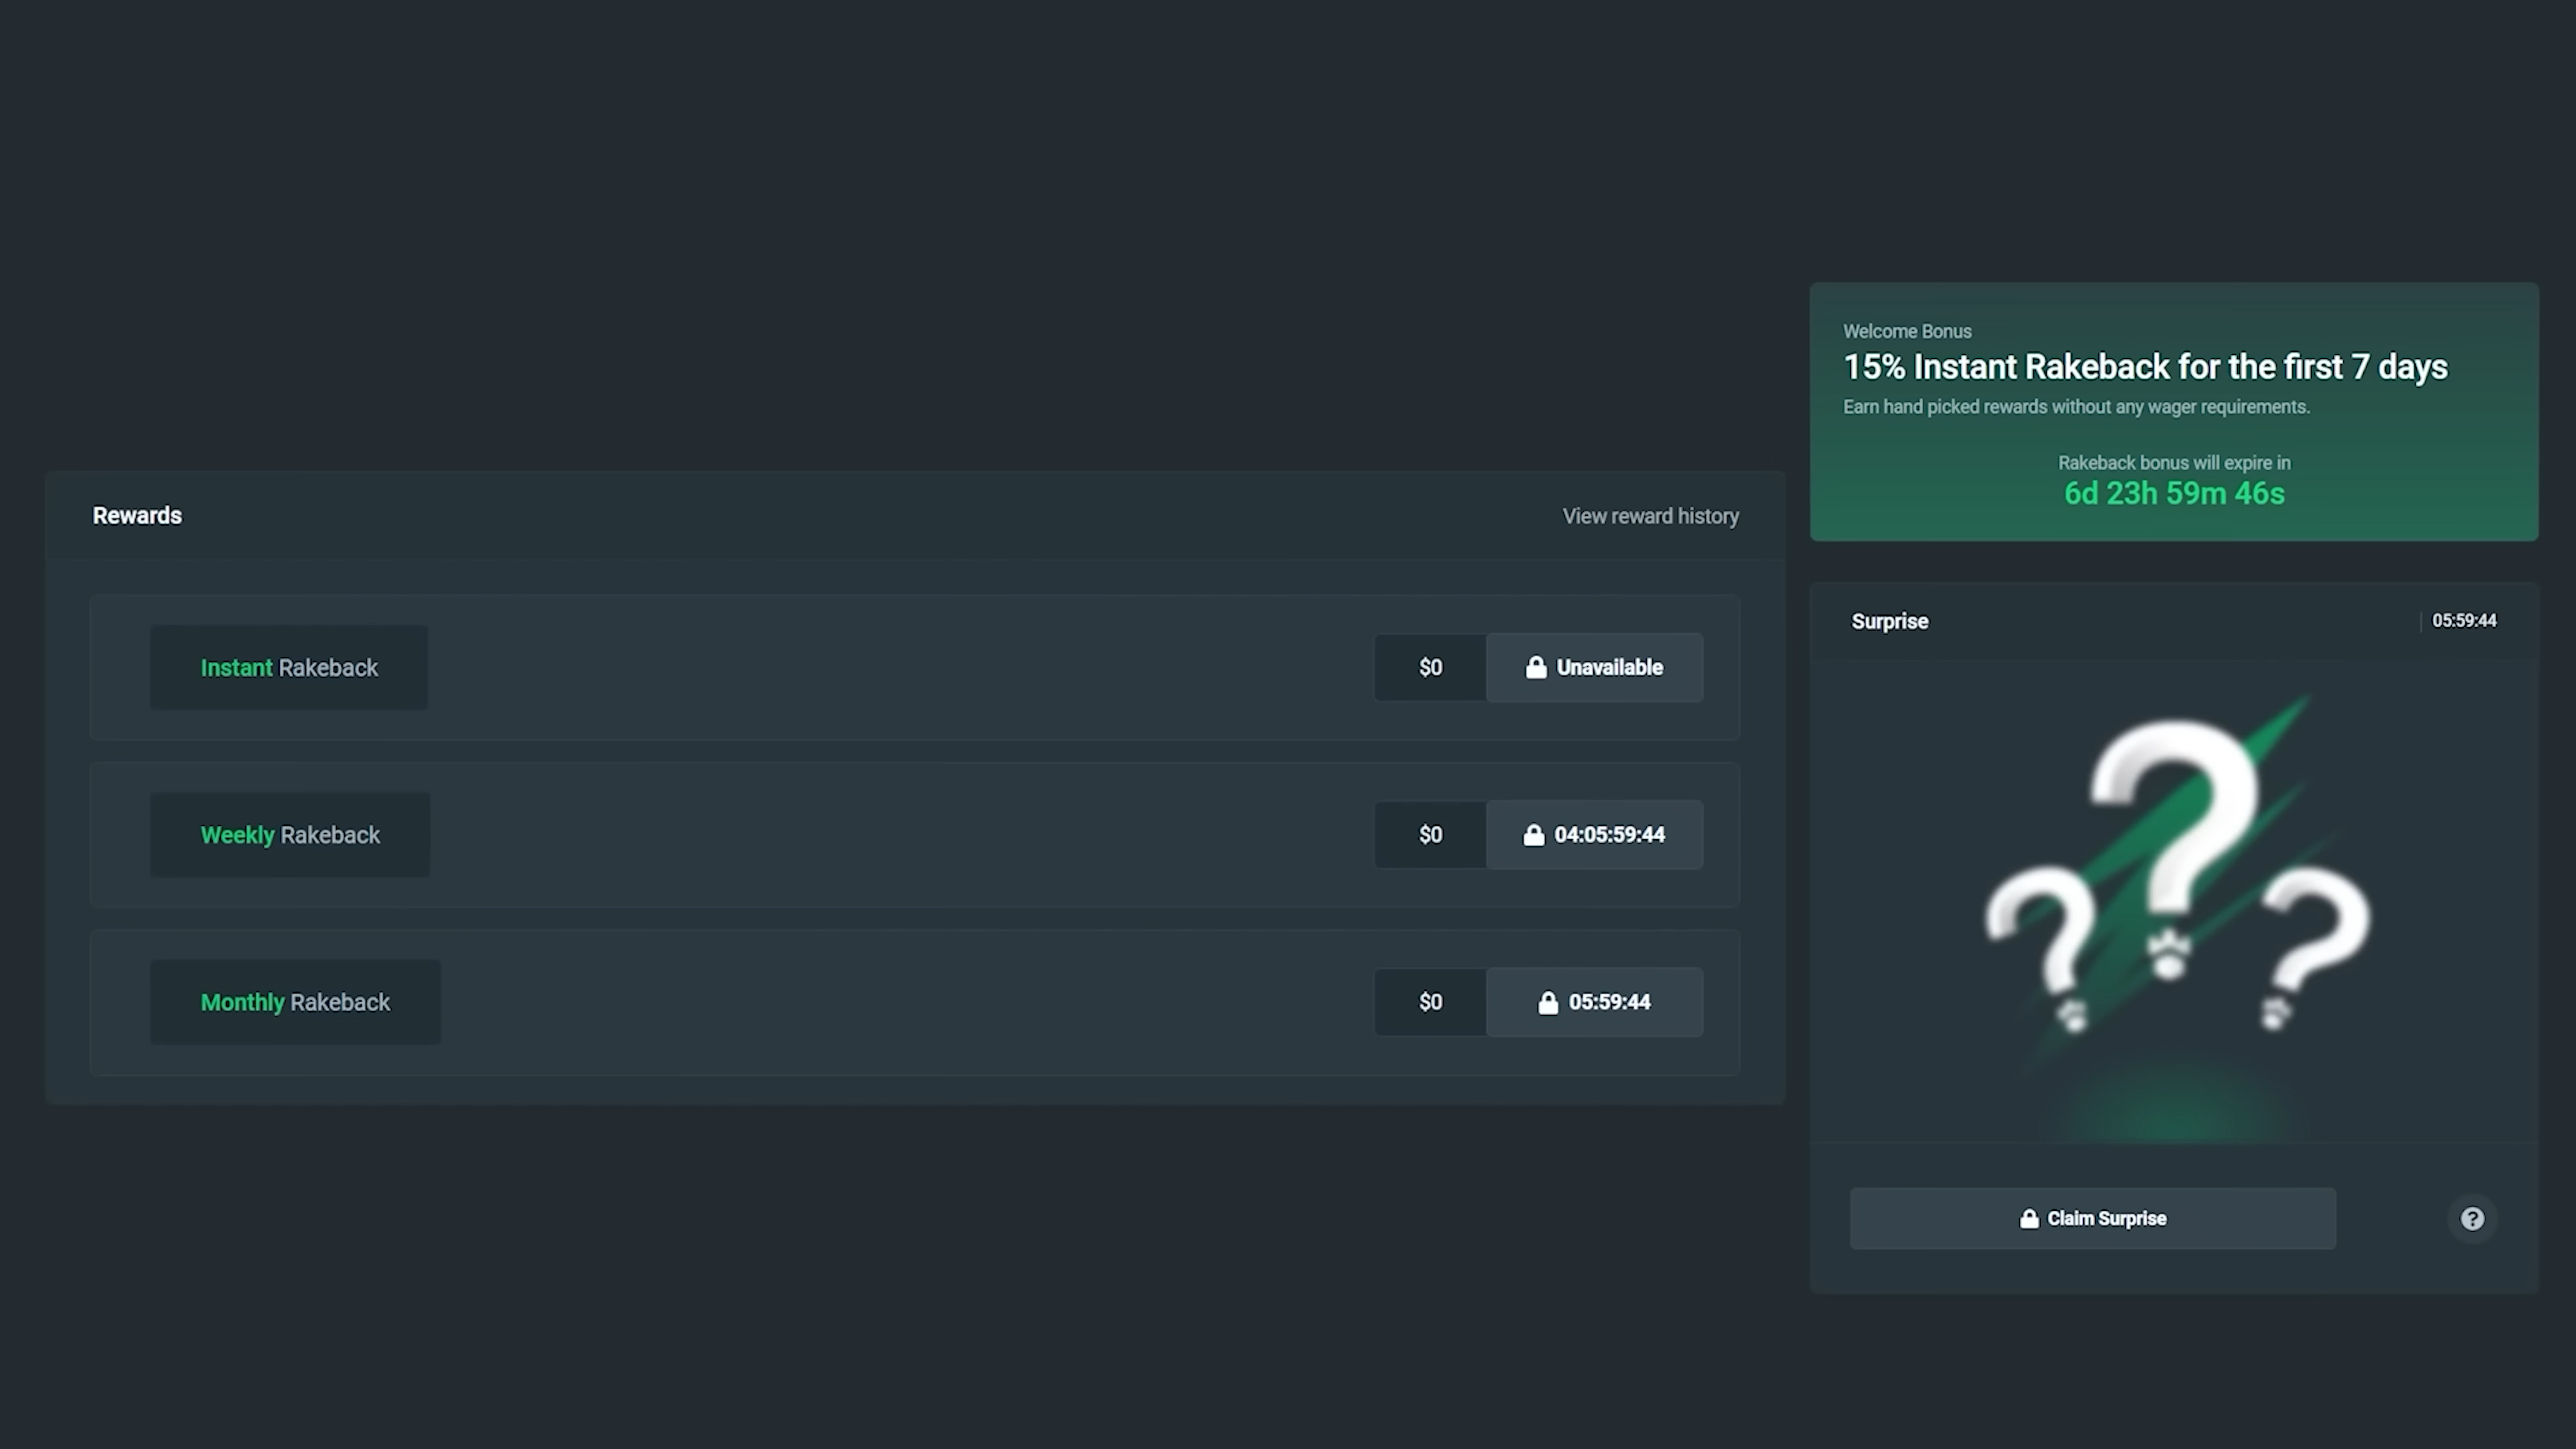 Rewards
View reward history
Instant Rakeback
$0
Unavailable
Weekly Rakeback
$0
04:05:59:44
Monthly Rakeback
$0
05:59:44
Welcome Bonus
15% Instant Rakeback for the first 7 days
Earn hand picked rewards without any wager requirements.
Rakeback bonus will expire in
6d 23h 59m 46s
Surprise
05:59:44
Claim Surprise
?